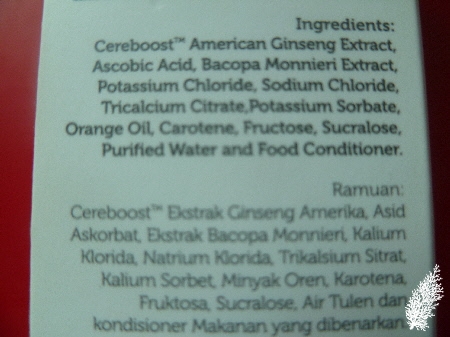 Ingredients:
Cereboost™ American Ginseng Extract,
Ascobic Acid, Bacopa Monnieri Extract,
Potassium Chloride, Sodium Chloride,
Tricalcium Citrate,Potassium Sorbate,
Orange Oil, Carotene, Fructose, Sucralose,
Purified Water and Food Conditioner.
Ramuan:
Cereboost™ Ekstrak Ginseng Amerika, Asid
Askorbat, Ekstrak Bacopa Monnieri, Kalium
Klorida, Natrium Klorida, Trikalsium Sitrat,
Kalium Sorbet, Minyak Oren, Karotena,
Fruktosa, Sucralose, Air Tulen dan
kondisioner Makanan yang dibenarkan.